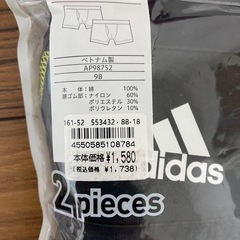 ベトナム製
AP98752
9B
本体：綿 100%
腰ゴム部：ナイロン 60%
ポリエステル 30%
ポリウレタン 10%
161-52 553432-88-18
4550585108784
本体価格¥1,580
(税込価格 ¥1,738)
adidas
2 pieces